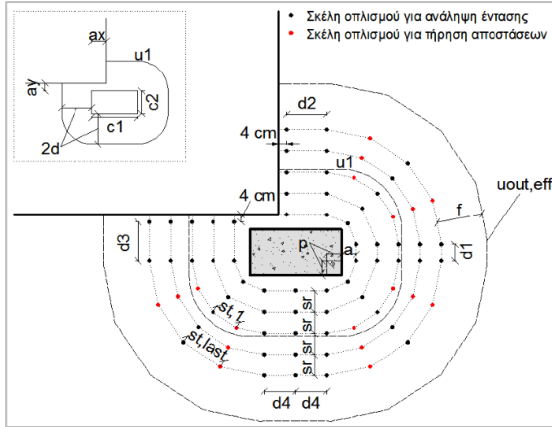 Σκέλη οπλισμού για ανάληψη έντασης
Σκέλη οπλισμού για τήρηση αποστάσεων
ax
u1
ay
c2
c1
2d
d2
4 cm
u1
4 cm
uout,eff
f
d3
p
a
d1
st,1
sr
sr
st,last
sr
sr
d4
d4